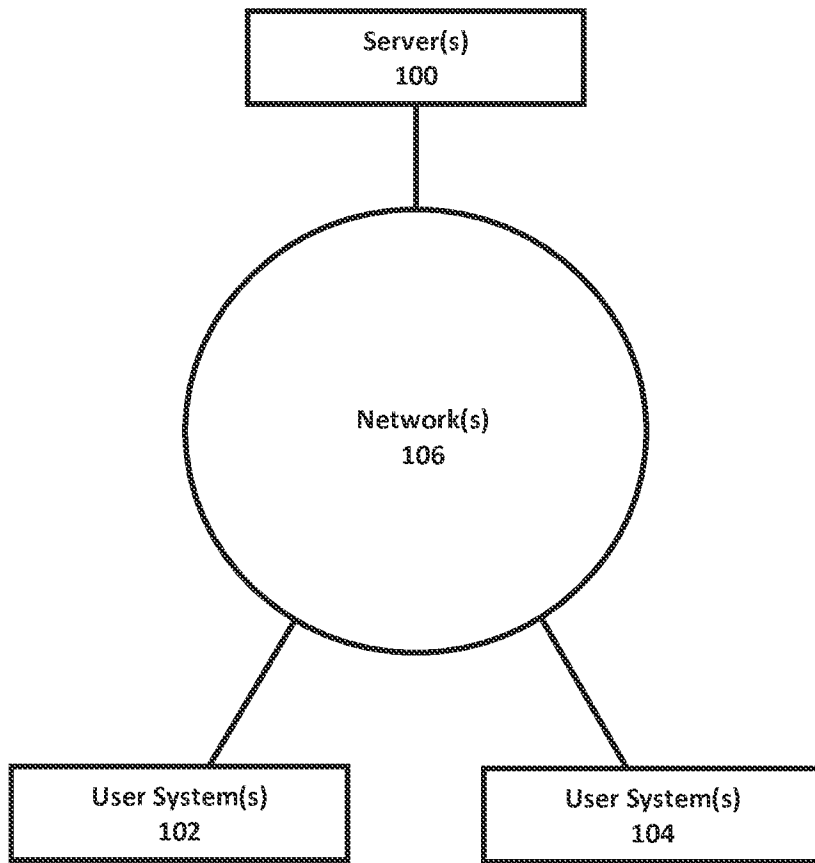 Server(s)
100
Network(s)
106
User System(s)
102
User System(s)
104